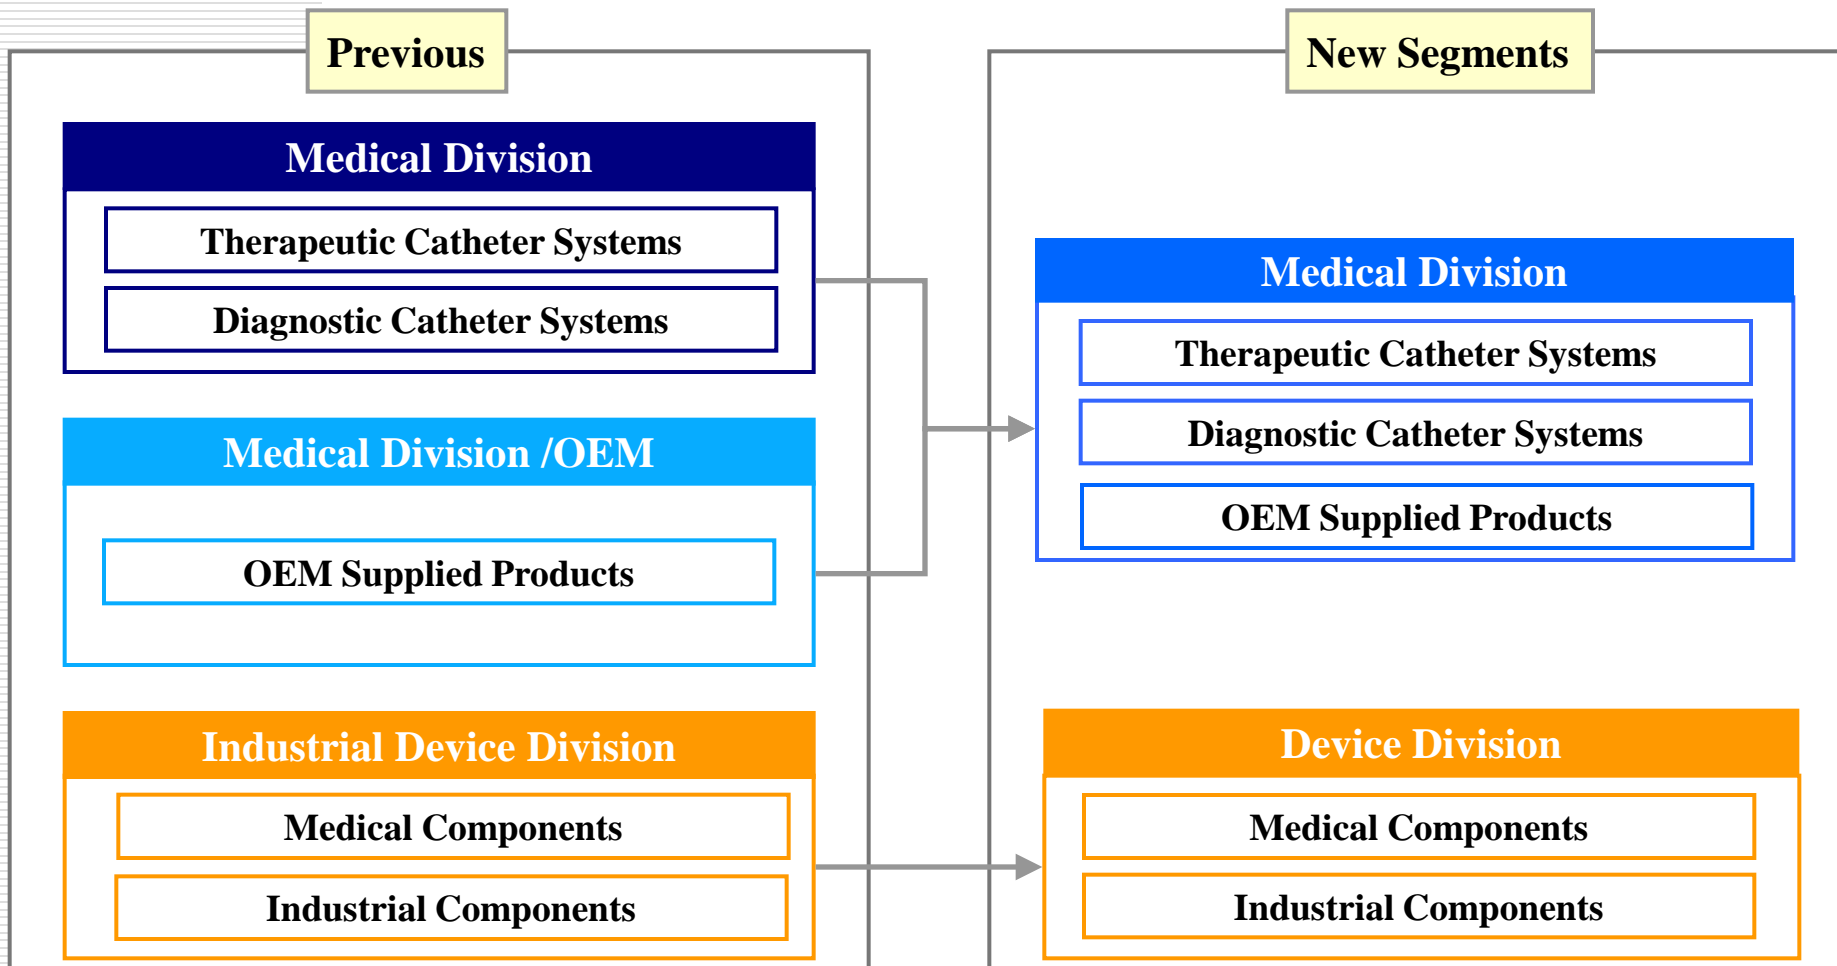 Previous
Medical Division
Therapeutic Catheter Systems
Diagnostic Catheter Systems
Medical Division /OEM
OEM Supplied Products
Industrial Device Division
Medical Components
Industrial Components
New Segments
Medical Division
Therapeutic Catheter Systems
Diagnostic Catheter Systems
OEM Supplied Products
Device Division
Medical Components
Industrial Components